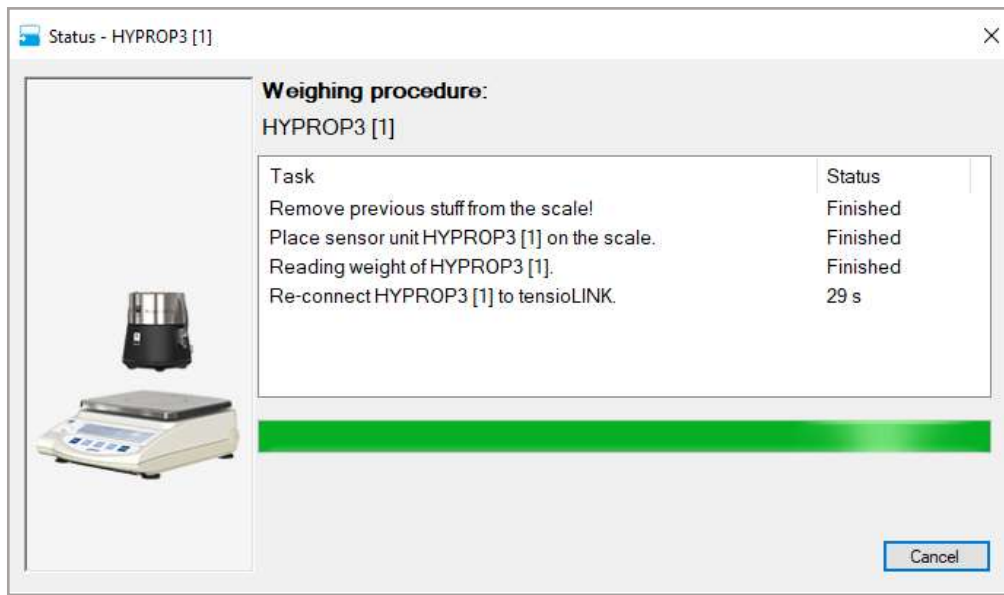 Status - HYPROP3 [1]
Weighing procedure:
HYPROP3 [1]
Task Status
Remove previous stuff from the scale! Finished
Place sensor unit HYPROP3 [1] on the scale. Finished
Reading weight of HYPROP3 [1]. Finished
Re-connect HYPROP3 [1] to tensioLINK. 29 s
Cancel